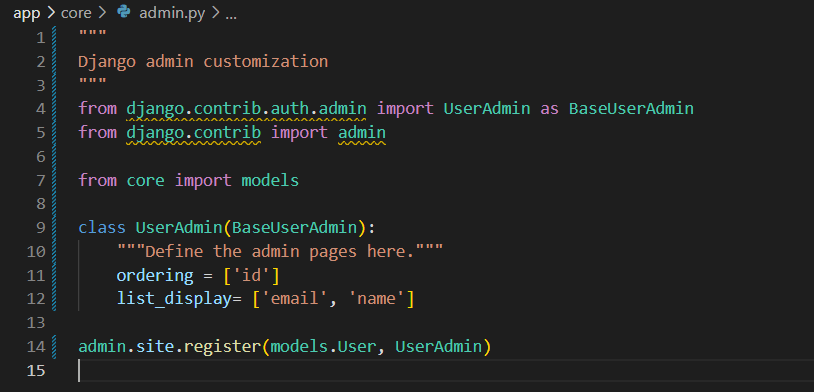 app > core > admin.py > ...
1 """
2 Django admin customization
3 """
4 from django.contrib.auth.admin import UserAdmin as BaseUserAdmin
5 from django.contrib import admin
6
7 from core import models
8
9 class UserAdmin(BaseUserAdmin):
10     """Define the admin pages here."""
11     ordering = ['id']
12     list_display= ['email', 'name']
13
14 admin.site.register(models.User, UserAdmin)
15